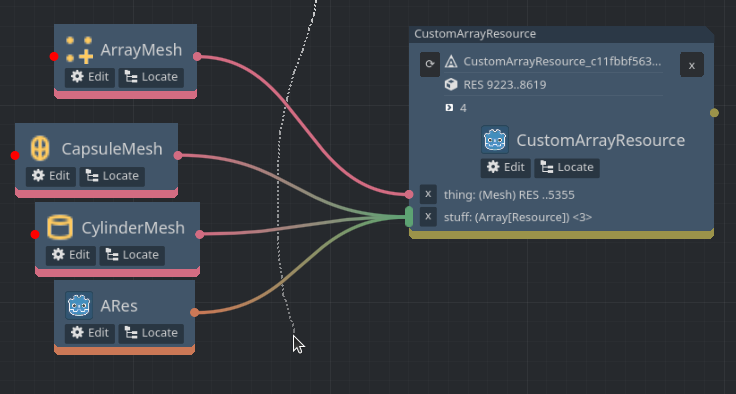 ArrayMesh
Edit Locate
CapsuleMesh
Edit Locate
CylinderMesh
Edit Locate
ARes
Edit Locate
CustomArrayResource
CustomArrayResource_c11fbbf563...
x
RES 9223..8619
4
CustomArrayResource
Edit Locate
x thing: (Mesh) RES ..5355
x stuff: (Array[Resource]) <3>